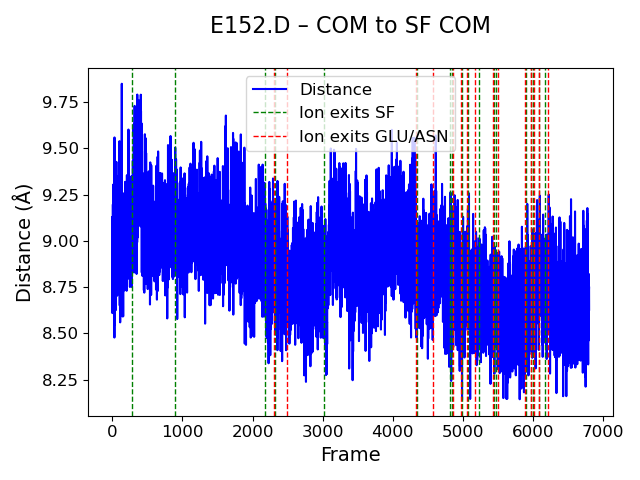 E152.D – COM to SF COM
Distance
Ion exits SF
Ion exits GLU/ASN
Distance (Å)
9.75
9.50
9.25
9.00
8.75
8.50
8.25
0 1000 2000 3000 4000 5000 6000 7000
Frame